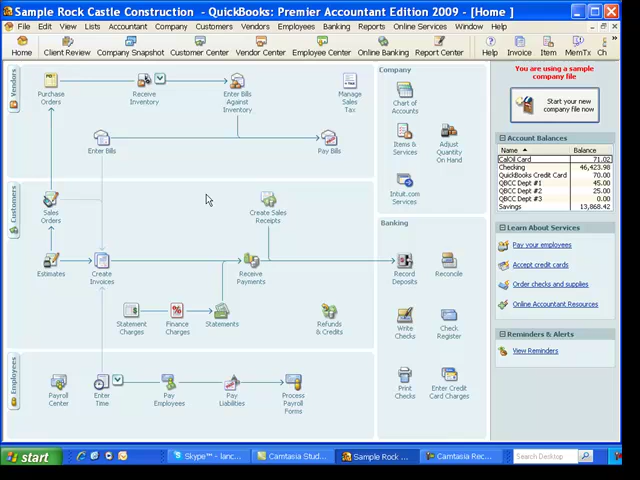 Sample Rock Castle Construction - QuickBooks: Premier Accountant Edition 2009 - [Home ]
File Edit View Lists Accountant Company Customers Vendors Employees Banking Reports Online Services Window Help
Home Client Review Company Snapshot Customer Center Vendor Center Employee Center Online Banking Report Center Help Invoice Item MemTx Ch
Vendors
Purchase
Orders
Receive
Inventory
Enter Bills
Against
Inventory
Manage
Sales
Tax
Enter Bills
Pay Bills
Customers
Sales
Orders
Create Sales
Receipts
Estimates
Create
Invoices
Receive
Payments
Statement
Charges
Finance
Charges
Statements
Refunds
& Credits
Employees
Payroll
Center
Enter
Time
Pay
Employees
Pay
Liabilities
Process
Payroll
Forms
Company
Chart of
Accounts
Items &
Services
Adjust
Quantity
On Hand
Intuit.com
Services
Banking
Record
Deposits
Reconcile
Write
Checks
Check
Register
Print
Checks
Enter Credit
Card Charges
You are using a sample
company file
Start your new
company file now
Account Balances
Name Balance
CalOil Card 71.02
Checking 46,423.98
QuickBooks Credit Card 70.00
QBCC Dept #1 45.00
QBCC Dept #2 25.00
QBCC Dept #3 0.00
Savings 13,868.42
Learn About Services
Pay your employees
Accept credit cards
Order checks and supplies
Online Accountant Resources
Reminders & Alerts
View Reminders
start Skype™ - lanc... Camtasia Stud... Sample Rock ... Camtasia Rec... Search Desktop